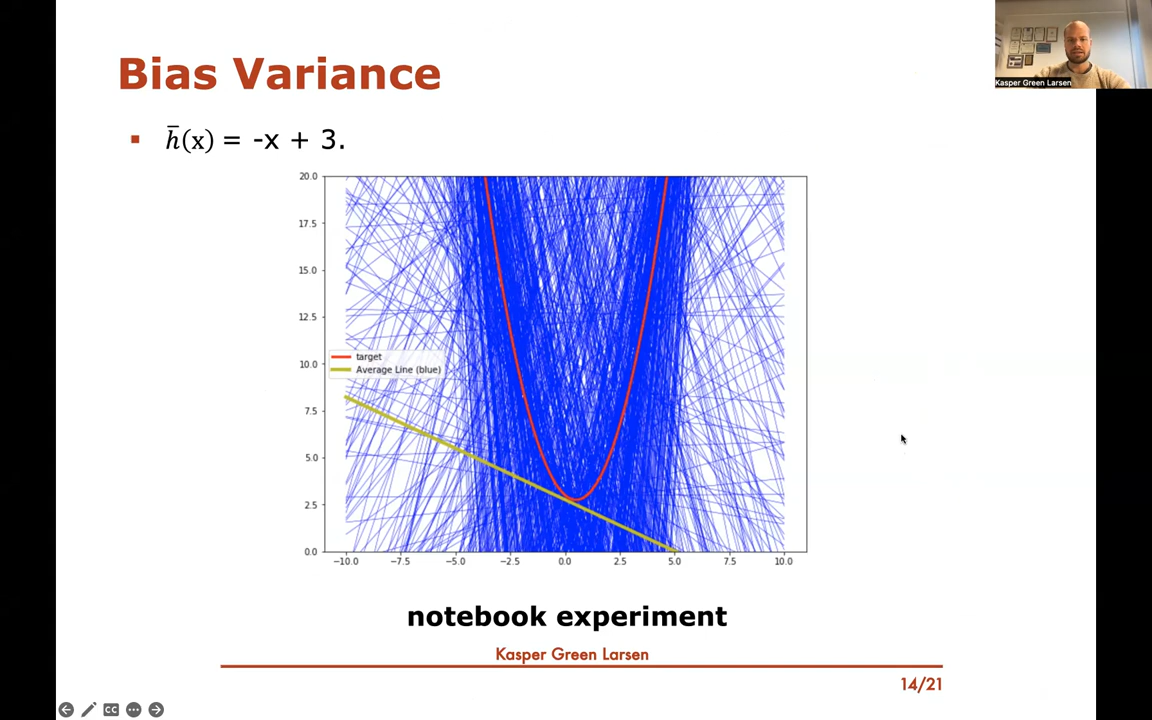 Bias Variance
Kasper Green Larsen
h̄(x) = -x + 3.
20.0
17.5
15.0
12.5
10.0
7.5
5.0
2.5
0.0
target
Average Line (blue)
−10.0 −7.5 −5.0 −2.5 0.0 2.5 5.0 7.5 10.0
notebook experiment
Kasper Green Larsen
14/21
CC